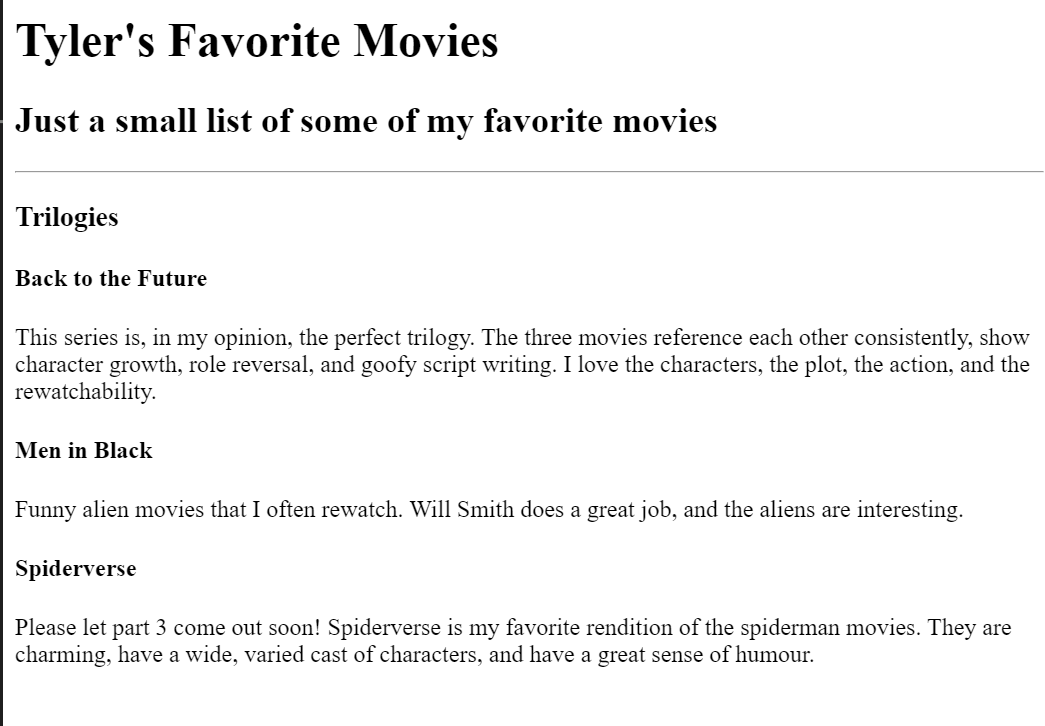 Tyler's Favorite Movies
Just a small list of some of my favorite movies
Trilogies
Back to the Future
This series is, in my opinion, the perfect trilogy. The three movies reference each other consistently, show
character growth, role reversal, and goofy script writing. I love the characters, the plot, the action, and the
rewatchability.
Men in Black
Funny alien movies that I often rewatch. Will Smith does a great job, and the aliens are interesting.
Spiderverse
Please let part 3 come out soon! Spiderverse is my favorite rendition of the spiderman movies. They are
charming, have a wide, varied cast of characters, and have a great sense of humour.